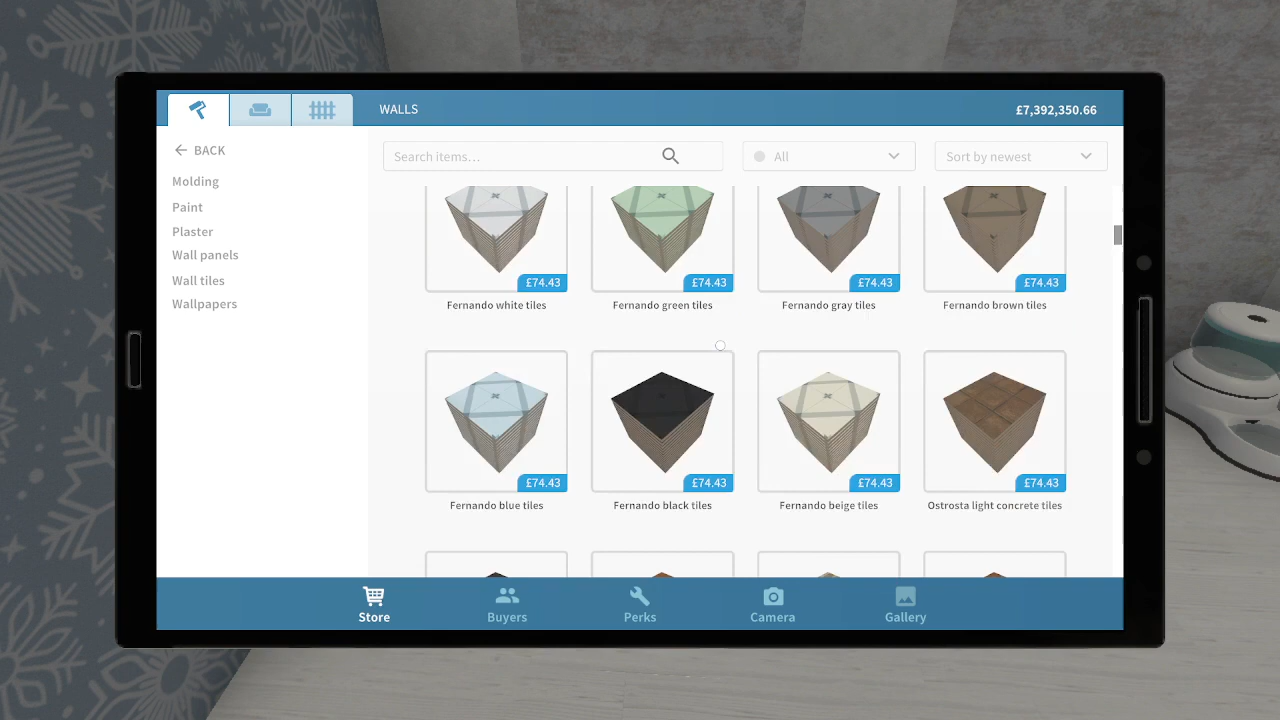 WALLS
£7,392,350.66
BACK
Molding
Paint
Plaster
Wall panels
Wall tiles
Wallpapers
Search items...
All
Sort by newest
£74.43
£74.43
£74.43
£74.43
Fernando white tiles
Fernando green tiles
Fernando gray tiles
Fernando brown tiles
£74.43
£74.43
£74.43
£74.43
Fernando blue tiles
Fernando black tiles
Fernando beige tiles
Ostrosta light concrete tiles
Store
Buyers
Perks
Camera
Gallery